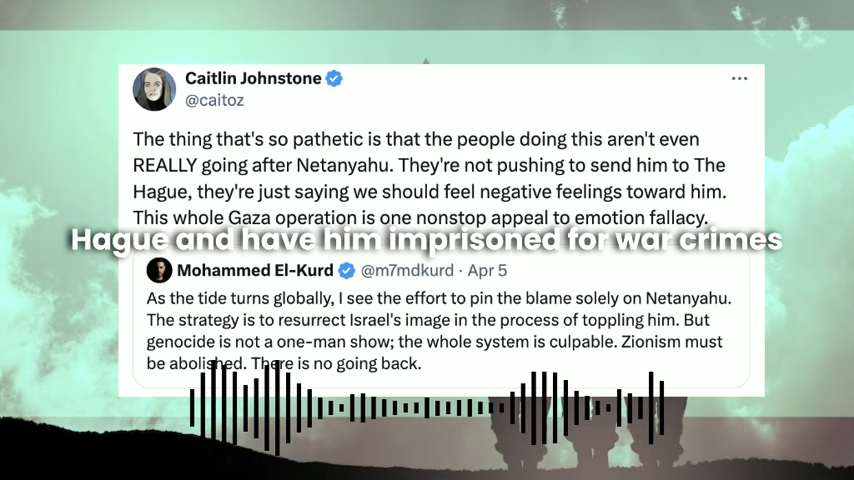 Caitlin Johnstone
@caitoz
The thing that's so pathetic is that the people doing this aren't even
REALLY going after Netanyahu. They're not pushing to send him to The
Hague, they're just saying we should feel negative feelings toward him.
This whole Gaza operation is one nonstop appeal to emotion fallacy.
Hague and have him imprisoned for war crimes
Mohammed El-Kurd @m7mdkurd · Apr 5
As the tide turns globally, I see the effort to pin the blame solely on Netanyahu.
The strategy is to resurrect Israel's image in the process of toppling him. But
genocide is not a one-man show; the whole system is culpable. Zionism must
be abolished. There is no going back.